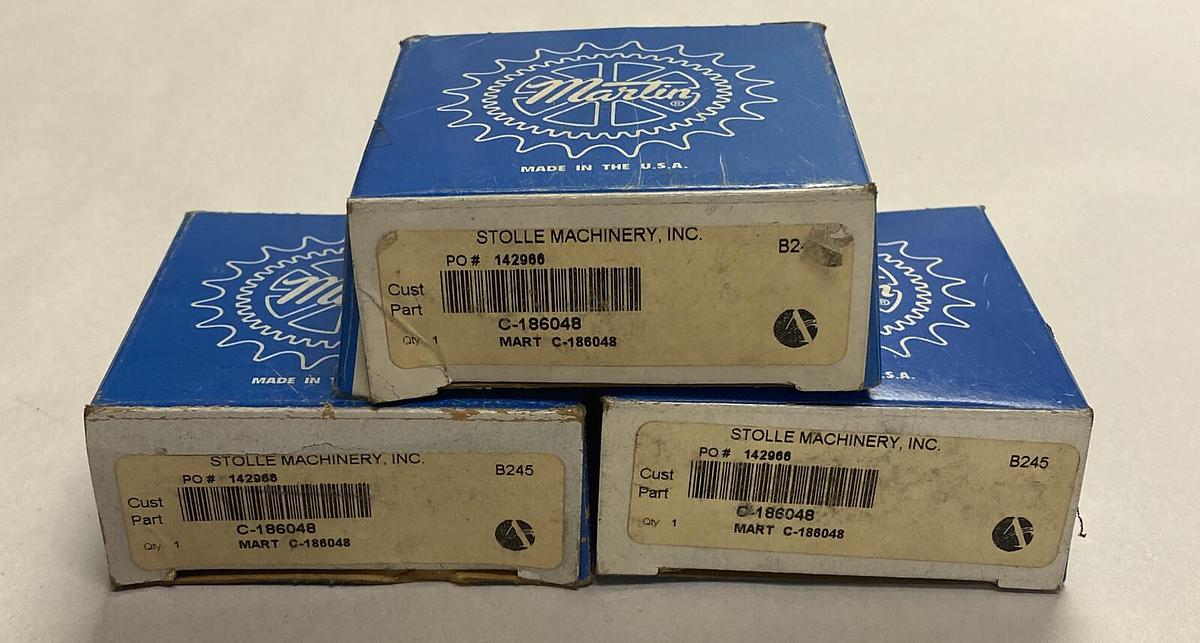 Martin®
MADE IN THE U.S.A.
STOLLE MACHINERY, INC.
PO # 142966
B2
Cust
Part
C-186048
Qty 1
MART C-186048
MADE IN
STOLLE MACHINERY, INC.
PO # 142966
B245
Cust
Part
C-186048
Qty 1
MART C-186048
S.A.
STOLLE MACHINERY, INC.
PO # 142966
B245
Cust
Part
C-186048
Qty 1
MART C-186048